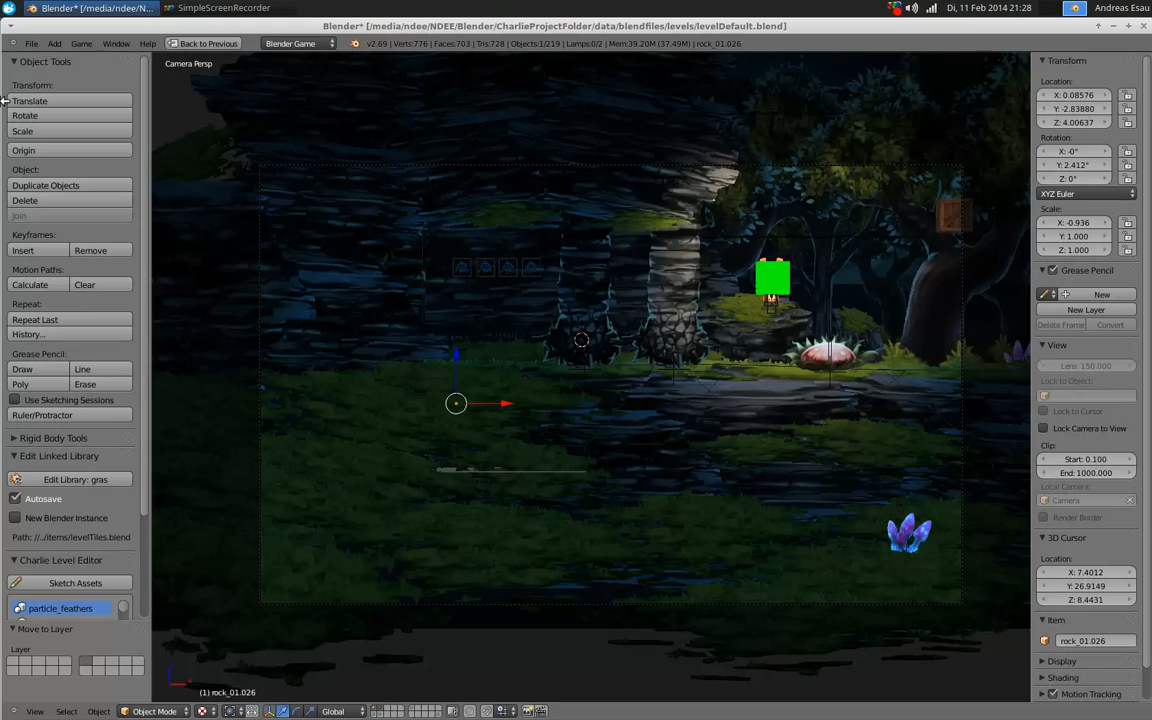 Blender* [/media/ndee/N... SimpleScreenRecorder Di, 11 Feb 2014 21:28 Andreas Esau
Blender* [/media/ndee/NDEE/Blender/CharlieProjectFolder/data/blendfiles/levels/levelDefault.blend]
File Add Game Window Help Back to Previous Blender Game v2.69 | Verts:776 | Faces:703 | Tris:728 | Objects:1/219 | Lamps:0/2 | Mem:39.20M (37.49M) | rock_01.026
Object Tools
Transform:
Translate
Rotate
Scale
Origin
Object:
Duplicate Objects
Delete
Join
Keyframes:
Insert Remove
Motion Paths:
Calculate Clear
Repeat:
Repeat Last
History...
Grease Pencil:
Draw Line
Poly Erase
Use Sketching Sessions
Ruler/Protractor
Rigid Body Tools
Edit Linked Library
Edit Library: gras
Autosave
New Blender Instance
Path: //../items/levelTiles.blend
Charlie Level Editor
Sketch Assets
particle_feathers
Move to Layer
Layer
Camera Persp
(1) rock_01.026
Transform
Location:
X: 0.08576
Y: -2.83880
Z: 4.00637
Rotation:
X: -0°
Y: 2.412°
Z: 0°
XYZ Euler
Scale:
X: -0.936
Y: 1.000
Z: 1.000
Grease Pencil
New
New Layer
Delete Frame Convert
View
Lens: 150.000
Lock to Object:
Lock to Cursor
Lock Camera to View
Clip:
Start: 0.100
End: 1000.000
Local Camera:
Camera
Render Border
3D Cursor
Location:
X: 7.4012
Y: 26.9149
Z: 8.4431
Item
rock_01.026
Display
Shading
Motion Tracking
View Select Object Object Mode Global